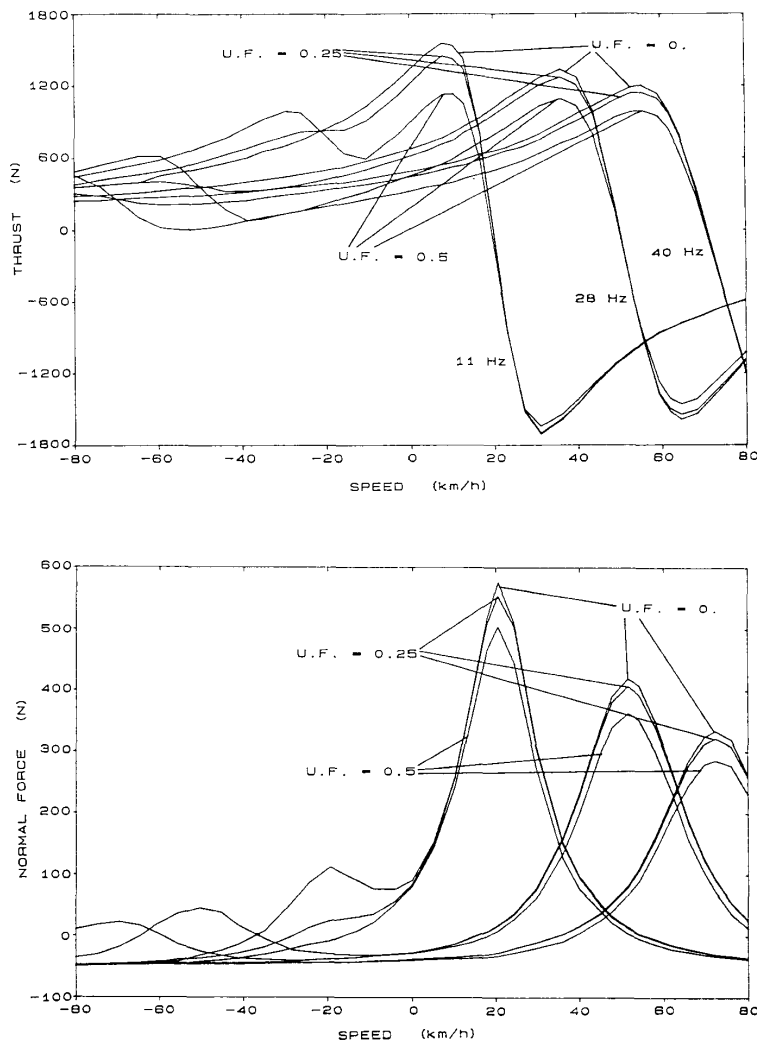 1800
1200
600
0
-600
-1200
-1800
THRUST (N)
U.F. = 0.25
U.F. = 0.
U.F. = 0.5
40 Hz
28 Hz
11 Hz
-80 -60 -40 -20 0 20 40 60 80
SPEED (km/h)
600
500
400
300
200
100
0
-100
NORMAL FORCE (N)
U.F. = 0.
U.F. = 0.25
U.F. = 0.5
-80 -60 -40 -20 0 20 40 60 80
SPEED (km/h)